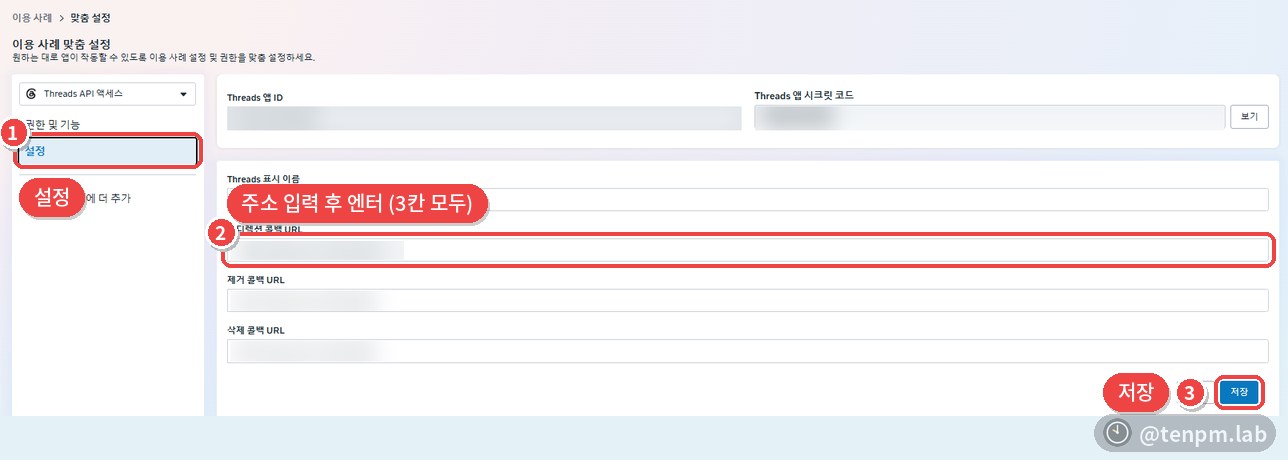 이용 사례 > 맞춤 설정
이용 사례 맞춤 설정
원하는 대로 앱이 작동할 수 있도록 이용 사례 설정 및 권한을 맞춤 설정하세요.
Threads API 액세스
권한 및 기능
1
설정
설정
에 더 추가
Threads 앱 ID
Threads 앱 시크릿 코드
보기
Threads 표시 이름
주소 입력 후 엔터 (3칸 모두)
2
디렉션 콜백 URL
제거 콜백 URL
삭제 콜백 URL
저장
3
저장
@tenpm.lab